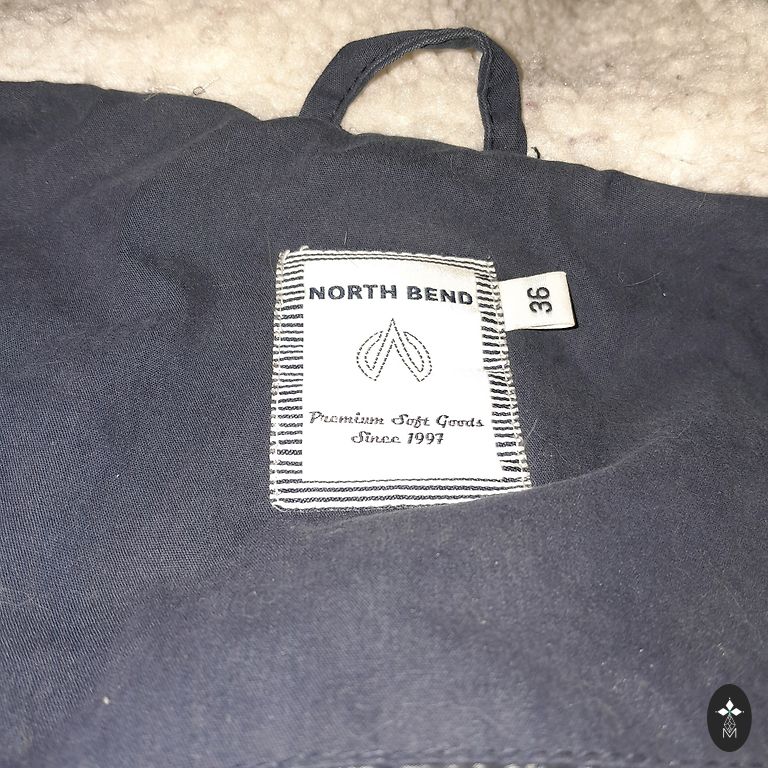 NORTH BEND
36
Premium Soft Goods
Since 1997
M